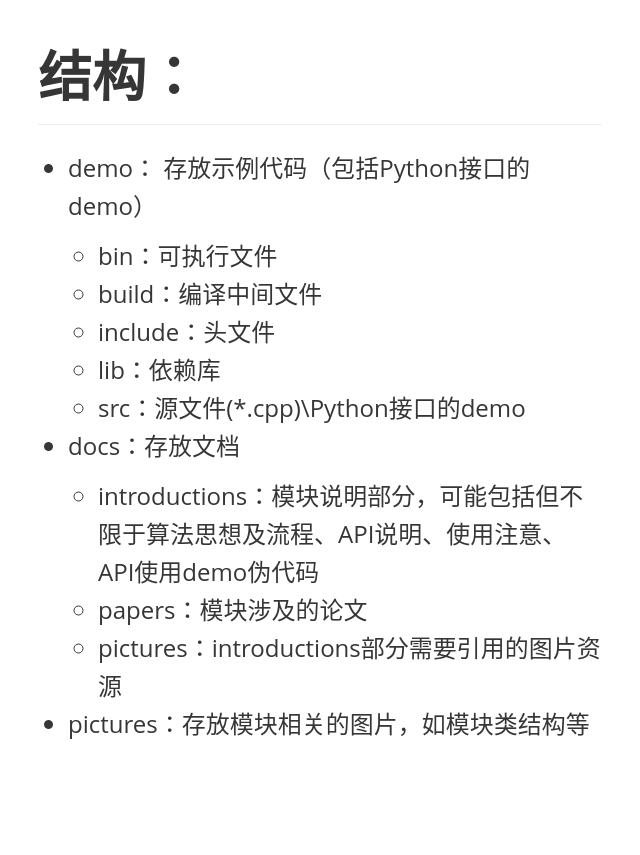 结构：
demo： 存放示例代码（包括Python接口的
demo）
bin：可执行文件
build：编译中间文件
include：头文件
lib：依赖库
src：源文件(*.cpp)\Python接口的demo
docs：存放文档
introductions：模块说明部分，可能包括但不
限于算法思想及流程、API说明、使用注意、
API使用demo伪代码
papers：模块涉及的论文
pictures：introductions部分需要引用的图片资
源
pictures：存放模块相关的图片，如模块类结构等